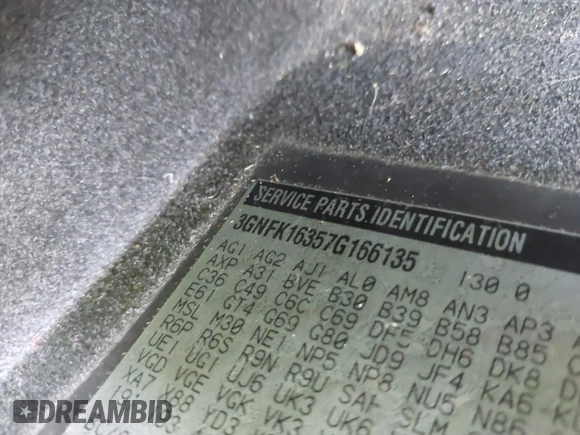 SERVICE PARTS IDENTIFICATION
3GNFK16357G166135 130.0
AG1 AG2 AJ1 AL0 AM8 AN3 AP3
AXP A31 BVE B30 B39 B58 B85
C36 C49 C6C C69 DF5 DH6 DK8
E61 GT4 G69 G80 JD9 JF4 KA6
MSL M30 NE1 NP5 NP8 NU5 N86
R6P R6S R9N R9U SAF SLM
UE1 UG1 UJ6 UK3 UK6
VGD VGE VGK VK3
XA7 X88 YD3
DREAMBID